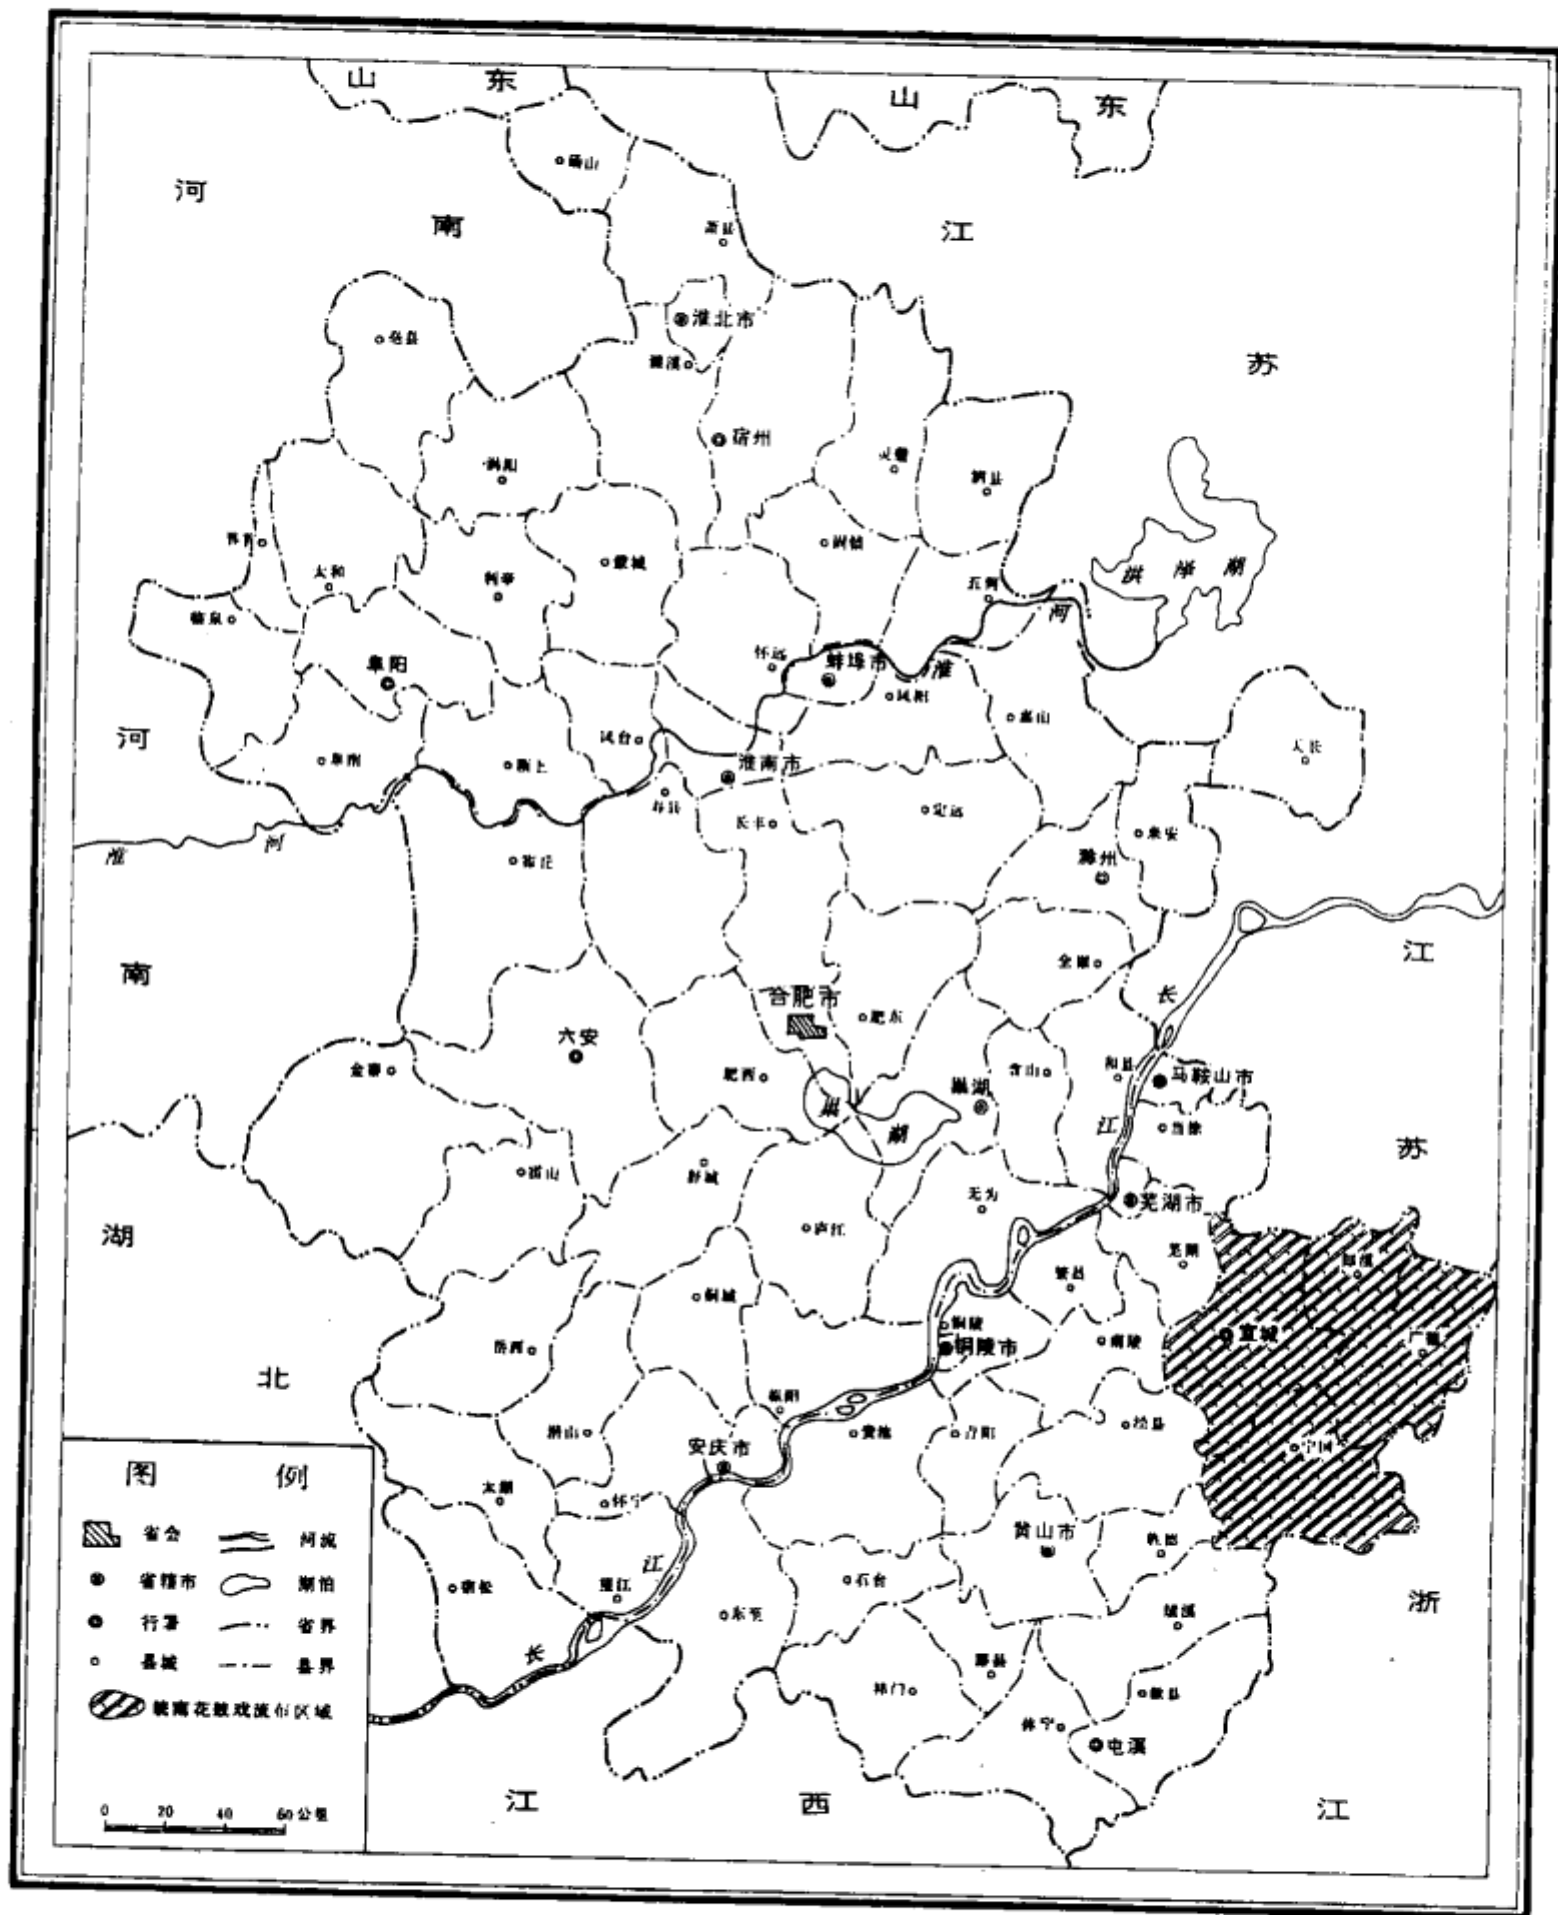 山 东
山 东
砀山
河
南
萧县
江
淮北市
亳县
濉溪
苏
宿州
灵璧
涡阳
泗县
界首
固镇
蒙城
太和
利辛
洪泽湖
五河
河
临泉
怀远
蚌埠市
淮
阜阳
凤阳
嘉山
河
凤台
天长
阜南
颍上
淮南市
寿县
长丰
定远
来安
淮 河
霍丘
滁州
江
南
全椒
长
合肥市
肥东
六安
金寨
肥西
巢湖
含山
和县
马鞍山市
巢
湖
江
当涂
苏
霍山
舒城
无为
芜湖市
湖
庐江
芜湖
郎溪
繁昌
桐城
铜陵
宣城
岳西
铜陵市
南陵
广德
北
枞阳
潜山
安庆市
贵池
青阳
泾县
宁国
图 例
太湖
怀宁
黄山市
旌德
省会 河流
江
省辖市 湖泊
宿松
望江
石台
浙
行署 省界
东至
绩溪
县城 县界
长
黟县
祁门
歙县
皖南花鼓戏流布区域
休宁
屯溪
0 20 40 60公里
江 西 江